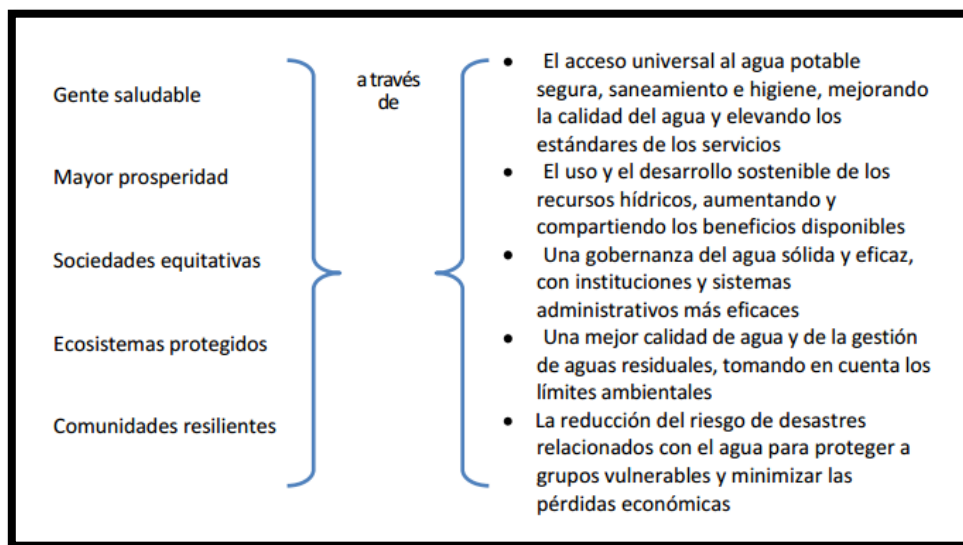 Gente saludable
Mayor prosperidad
Sociedades equitativas
Ecosistemas protegidos
Comunidades resilientes
a través
de
• El acceso universal al agua potable
segura, saneamiento e higiene, mejorando
la calidad del agua y elevando los
estándares de los servicios
• El uso y el desarrollo sostenible de los
recursos hídricos, aumentando y
compartiendo los beneficios disponibles
• Una gobernanza del agua sólida y eficaz,
con instituciones y sistemas
administrativos más eficaces
• Una mejor calidad de agua y de la gestión
de aguas residuales, tomando en cuenta los
límites ambientales
• La reducción del riesgo de desastres
relacionados con el agua para proteger a
grupos vulnerables y minimizar las
pérdidas económicas